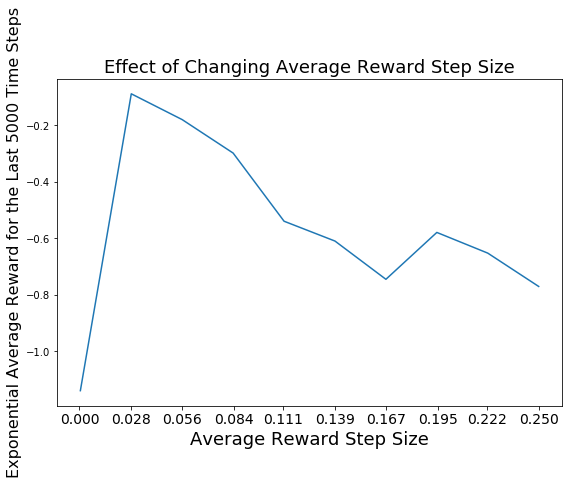 Effect of Changing Average Reward Step Size
Exponential Average Reward for the Last 5000 Time Steps
−0.2
−0.4
−0.6
−0.8
−1.0
0.000 0.028 0.056 0.084 0.111 0.139 0.167 0.195 0.222 0.250
Average Reward Step Size